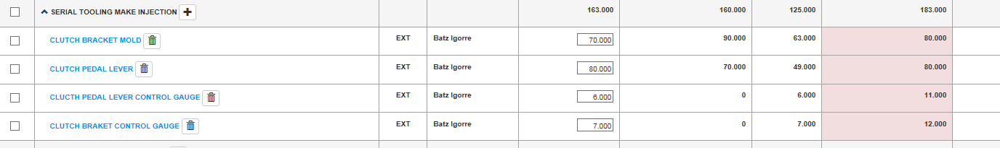 SERIAL TOOLING MAKE INJECTION 163.000 160.000 125.000 183.000
CLUTCH BRACKET MOLD EXT Batz Igorre 70.000 90.000 63.000 80.000
CLUTCH PEDAL LEVER EXT Batz Igorre 80.000 70.000 49.000 80.000
CLUCTH PEDAL LEVER CONTROL GAUGE EXT Batz Igorre 6.000 0 6.000 11.000
CLUTCH BRAKET CONTROL GAUGE EXT Batz Igorre 7.000 0 7.000 12.000